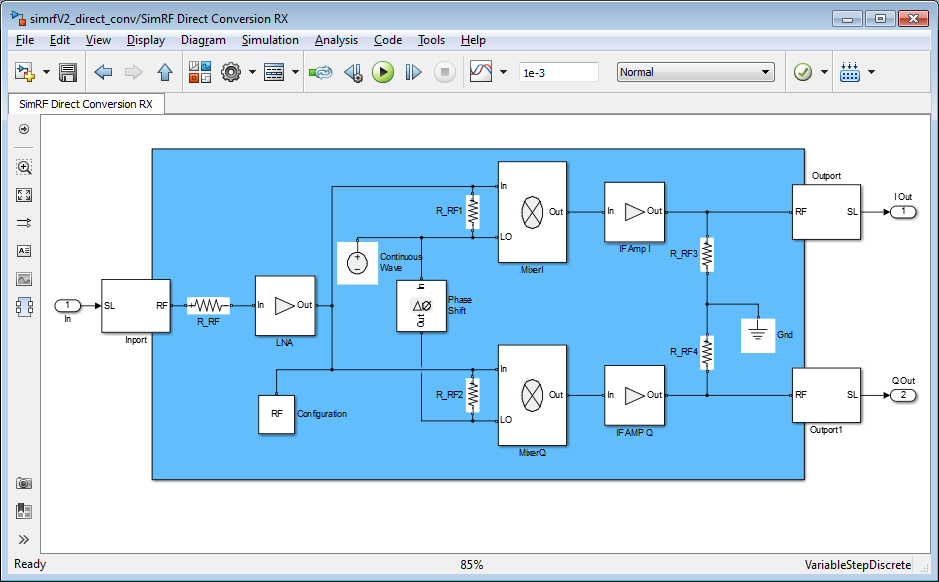 simrfV2_direct_conv/SimRF Direct Conversion RX
File Edit View Display Diagram Simulation Analysis Code Tools Help
1e-3
Normal
SimRF Direct Conversion RX
Outport
I Out
In
Out
In
Out
RF
SL
1
R_RF1
LO
IF Amp I
MixerI
R_RF3
Continuous
Wave
In
ΔØ
Out
Phase
Shift
1
In
SL
RF
Inport
R_RF
In
Out
LNA
Gnd
R_RF4
In
Out
In
Out
RF
SL
Q Out
2
R_RF2
LO
IF AMP Q
Outport1
MixerQ
RF
Configuration
Ready
85%
VariableStepDiscrete